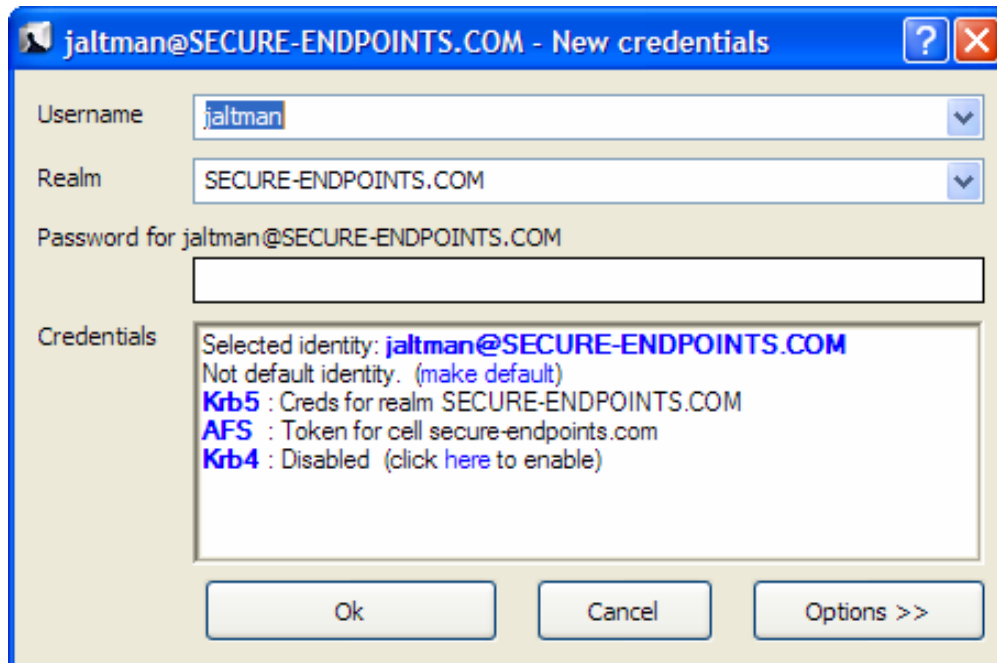 jaltman@SECURE-ENDPOINTS.COM - New credentials
Username
jaltman
Realm
SECURE-ENDPOINTS.COM
Password for jaltman@SECURE-ENDPOINTS.COM
Credentials
Selected identity: jaltman@SECURE-ENDPOINTS.COM
Not default identity. (make default)
Krb5 : Creds for realm SECURE-ENDPOINTS.COM
AFS : Token for cell secure-endpoints.com
Krb4 : Disabled (click here to enable)
Ok Cancel Options >>